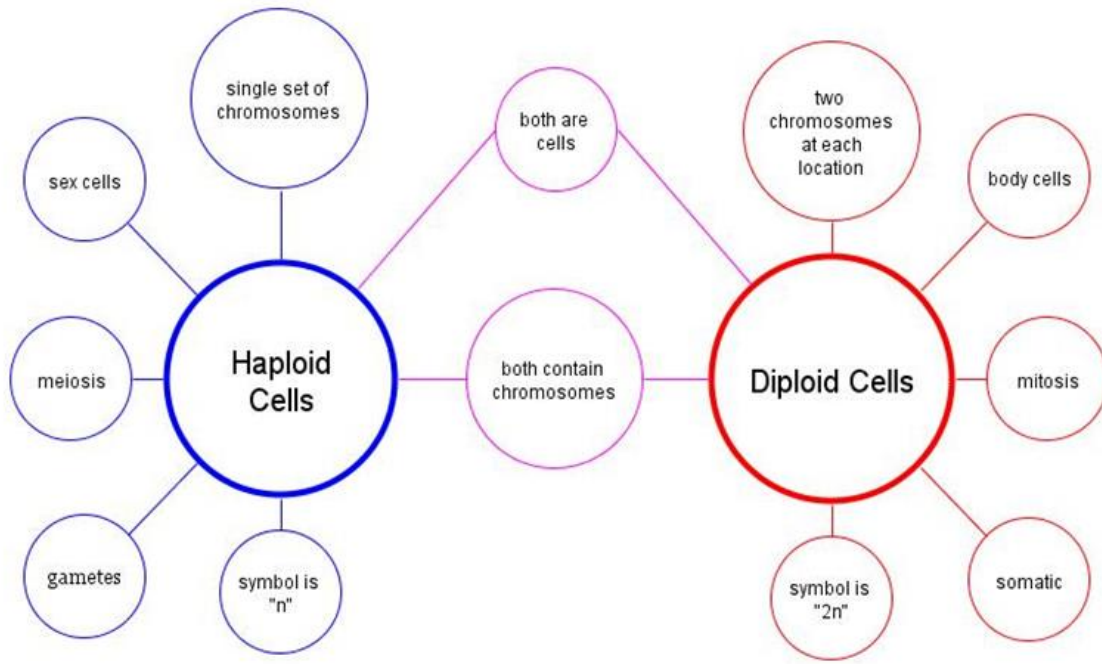 single set of
chromosomes
sex cells
meiosis
gametes
symbol is
"n"
Haploid
Cells
both are
cells
both contain
chromosomes
Diploid Cells
two
chromosomes
at each
location
body cells
mitosis
somatic
symbol is
"2n"